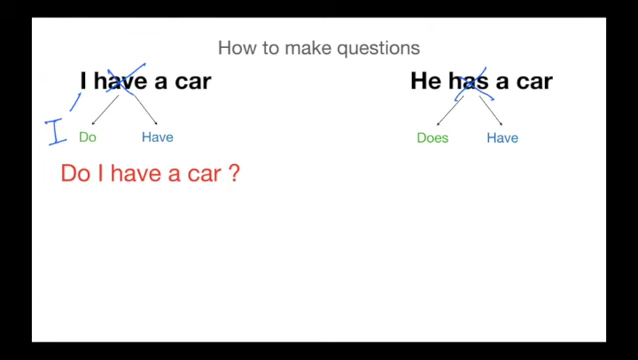 How to make questions
I have a car
He has a car
I
Do
Have
Does
Have
Do I have a car ?